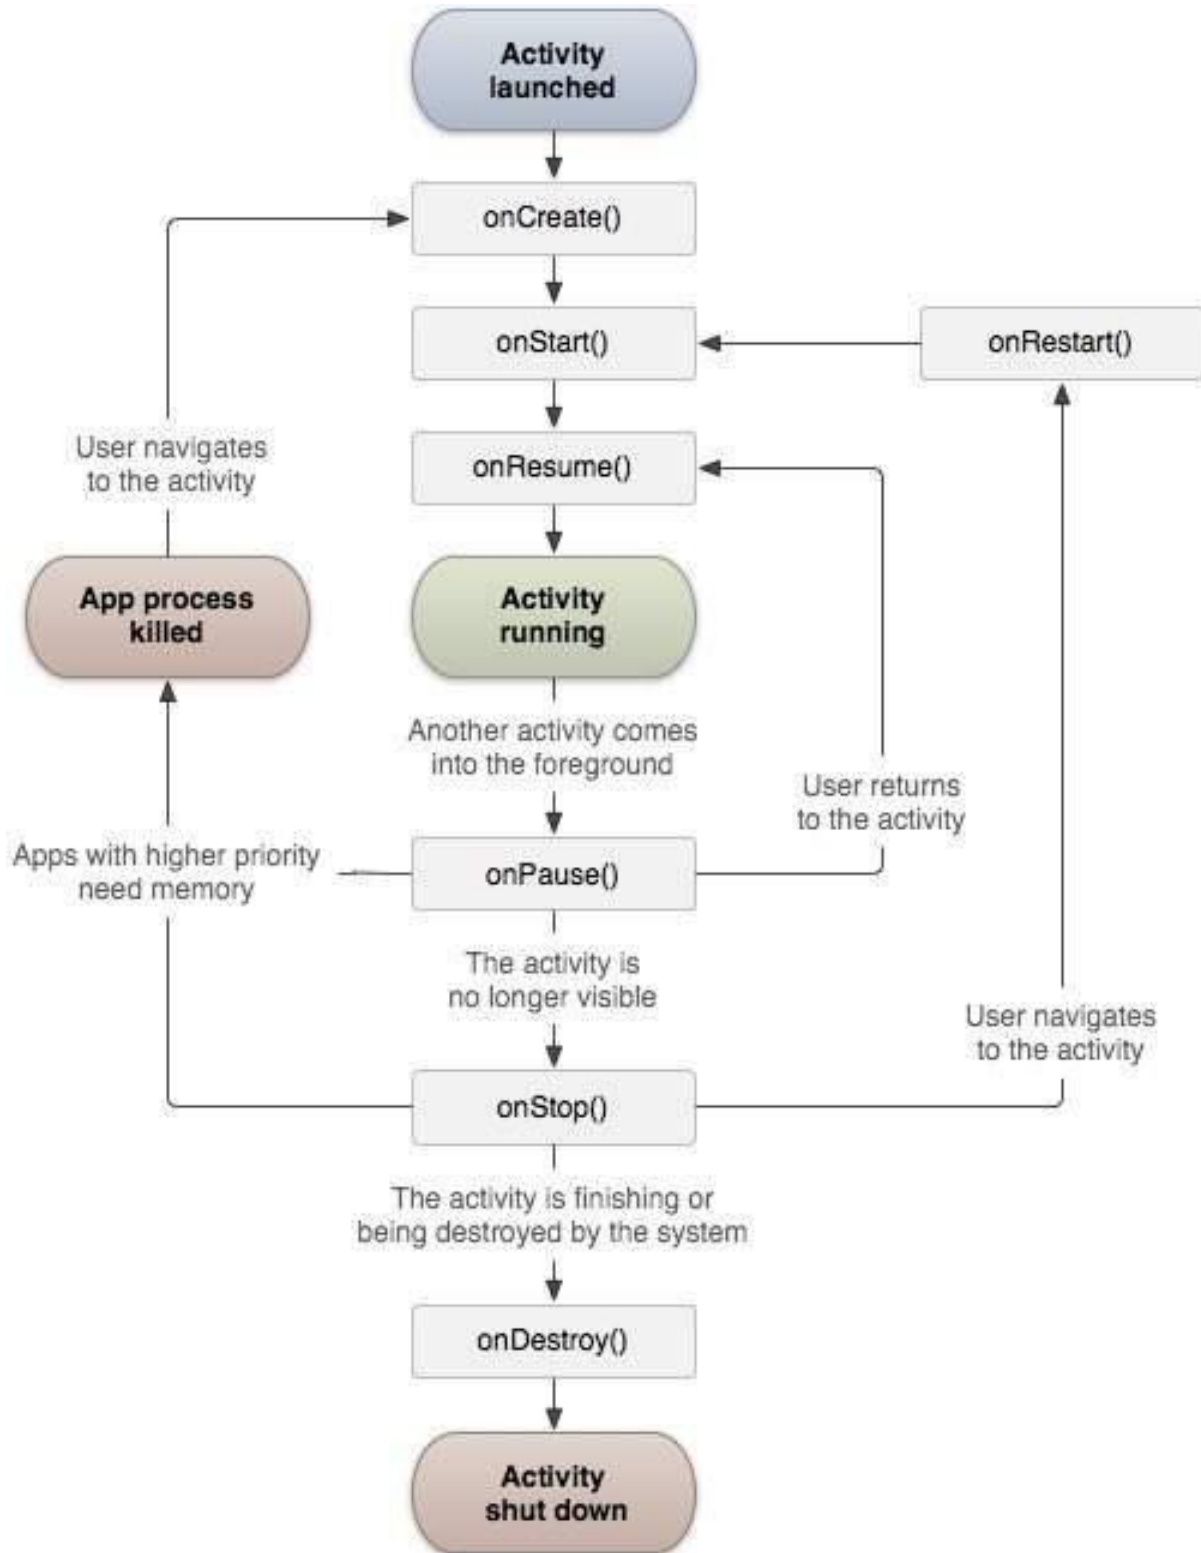 Activity
launched
onCreate()
onStart()
onRestart()
onResume()
User navigates
to the activity
App process
killed
Activity
running
Another activity comes
into the foreground
User returns
to the activity
Apps with higher priority
need memory
onPause()
The activity is
no longer visible
User navigates
to the activity
onStop()
The activity is finishing or
being destroyed by the system
onDestroy()
Activity
shut down